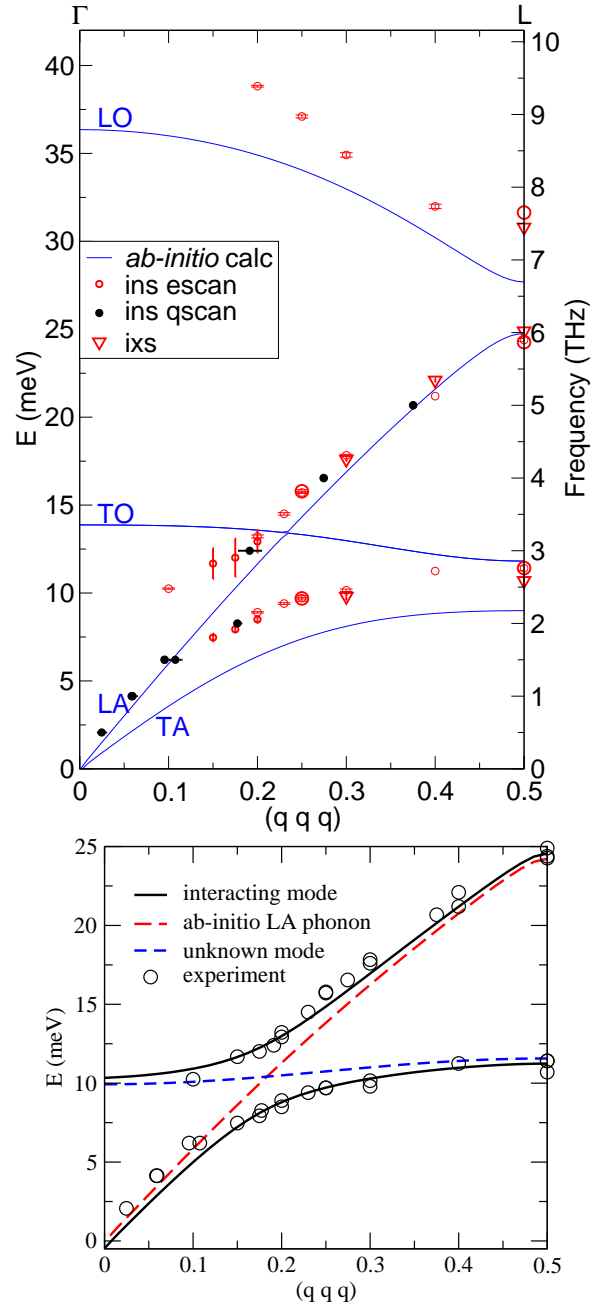 Γ L
40
35
30
25
20
15
10
5
0
E (meV)
10
9
8
7
6
5
4
3
2
1
0
Frequency (THz)
LO
TO
LA
TA
ab-initio calc
ins escan
ins qscan
ixs
0 0.1 0.2 0.3 0.4 0.5
(q q q)
25
20
15
10
5
0
E (meV)
interacting mode
ab-initio LA phonon
unknown mode
experiment
0 0.1 0.2 0.3 0.4 0.5
(q q q)